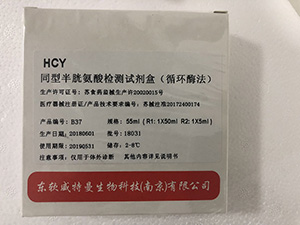 HCY
同型半胱氨酸检测试剂盒（循环酶法）
生产许可证号：苏食药监械生产许20020015号
医疗器械注册证/产品技术要求编号：苏械注准20172400174
产品编号：B37 规格：55ml（R1:1X50ml R2:1X5ml）
生产日期：20180601 批号：18031
使用期限：20190531 储存：2-8℃
注意事项：仅用于体外诊断 其他内容详见说明书
东软威特曼生物科技(南京)有限公司